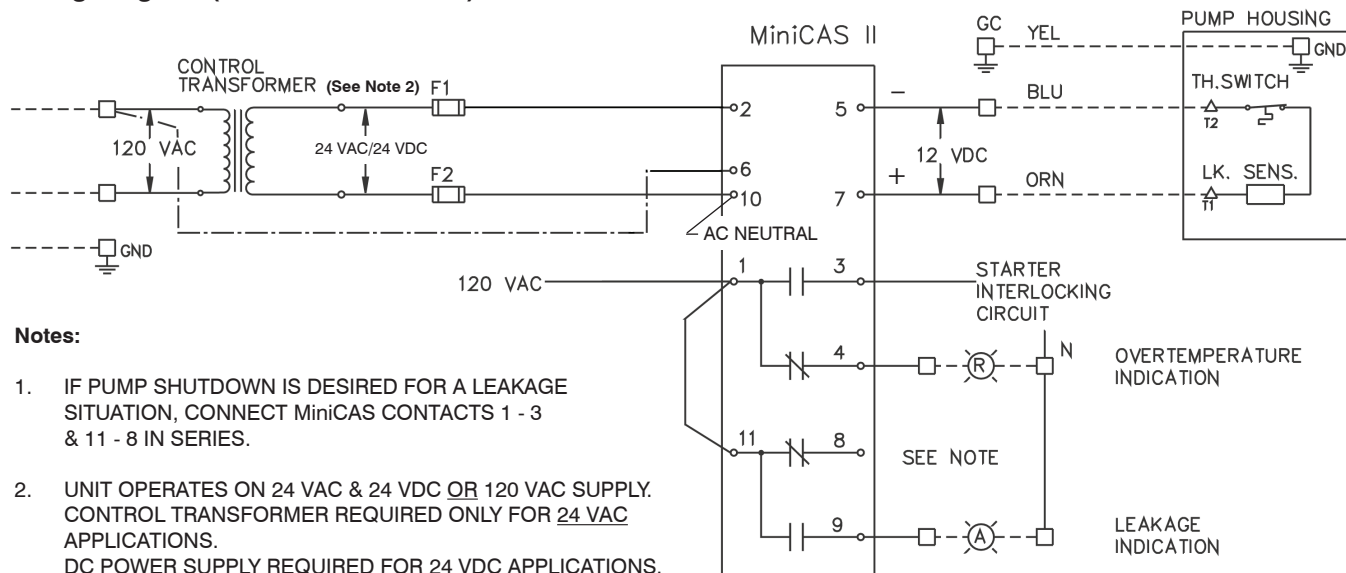 MiniCAS II
PUMP HOUSING
GC
YEL
GND
CONTROL
TRANSFORMER (See Note 2)
F1
TH.SWITCH
2
5
−
BLU
T2
120 VAC
24 VAC/24 VDC
12 VDC
6
F2
+
ORN
LK. SENS.
10
7
T1
AC NEUTRAL
GND
120 VAC
1
3
STARTER
INTERLOCKING
CIRCUIT
Notes:
4
R
N
OVERTEMPERATURE
INDICATION
1. IF PUMP SHUTDOWN IS DESIRED FOR A LEAKAGE
SITUATION, CONNECT MiniCAS CONTACTS 1 - 3
& 11 - 8 IN SERIES.
11
8
SEE NOTE
2. UNIT OPERATES ON 24 VAC & 24 VDC OR 120 VAC SUPPLY.
CONTROL TRANSFORMER REQUIRED ONLY FOR 24 VAC
APPLICATIONS.
DC POWER SUPPLY REQUIRED FOR 24 VDC APPLICATIONS.
9
A
LEAKAGE
INDICATION